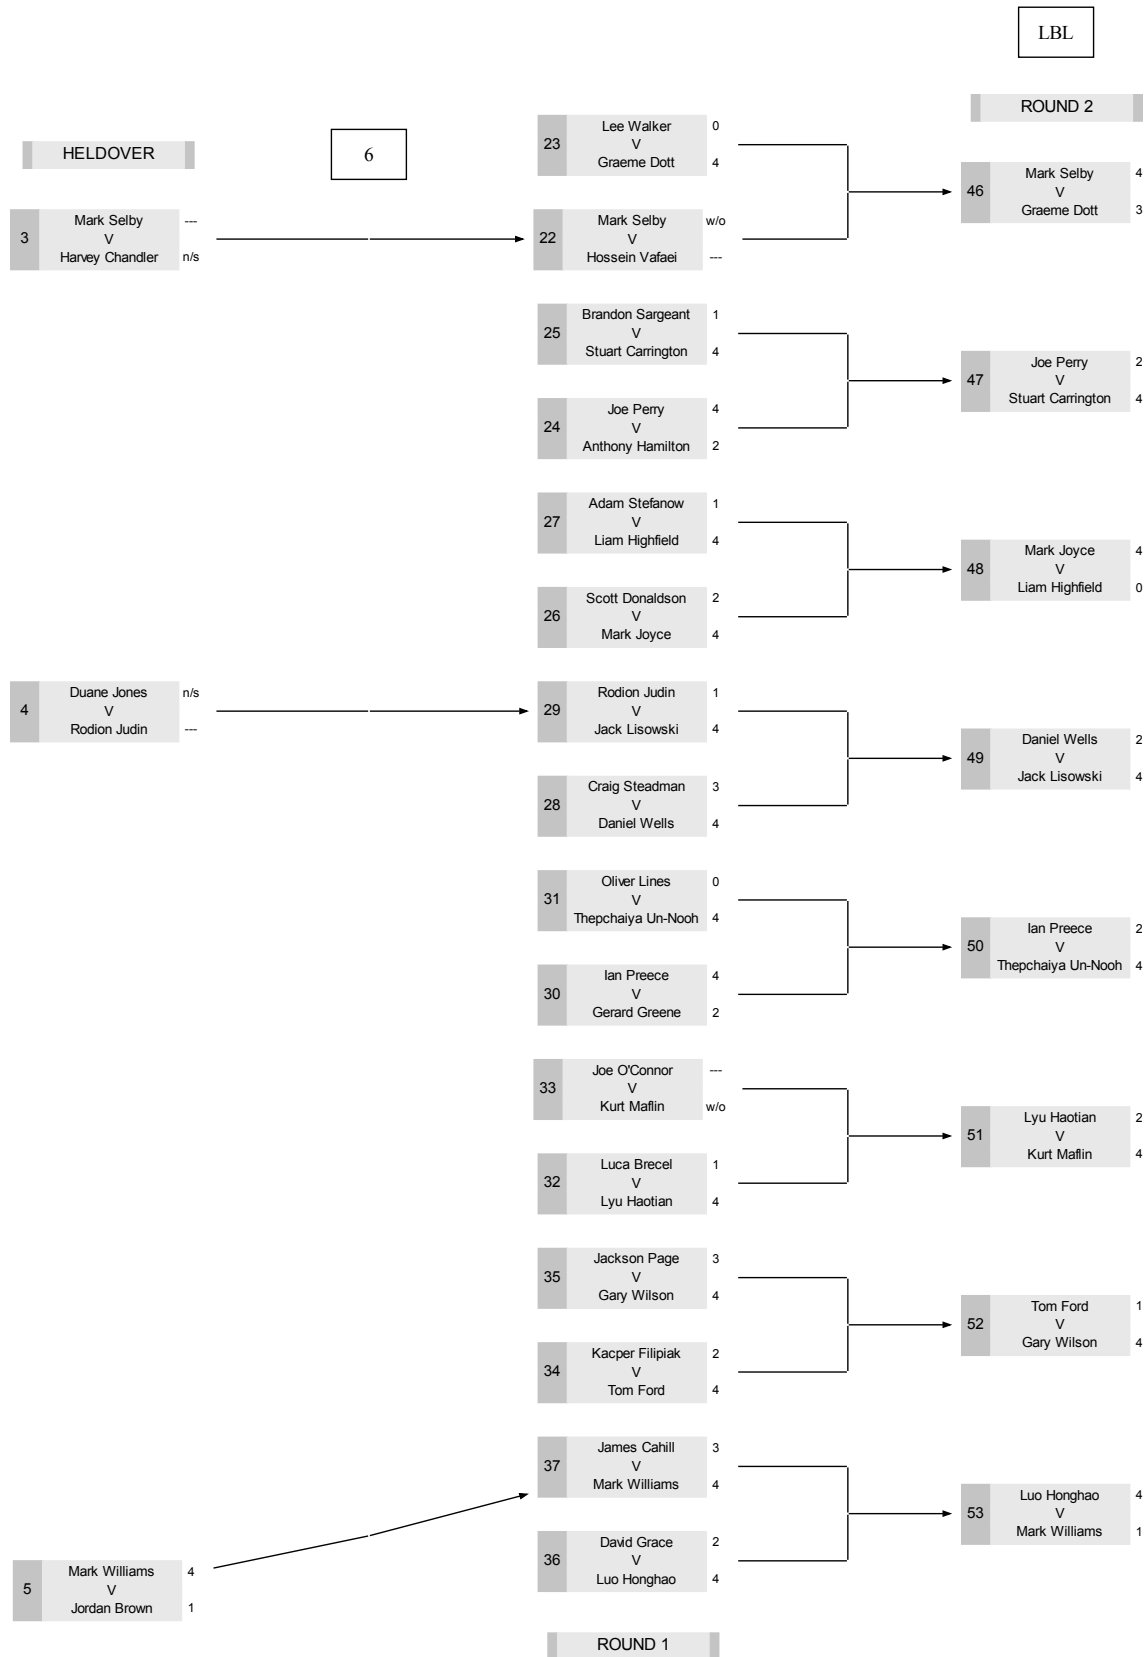 LBL
ROUND 2
HELDOVER
6
3
Mark Selby ---
V
Harvey Chandler n/s
4
Duane Jones n/s
V
Rodion Judin ---
5
Mark Williams 4
V
Jordan Brown 1
23
Lee Walker 0
V
Graeme Dott 4
22
Mark Selby w/o
V
Hossein Vafaei ---
25
Brandon Sargeant 1
V
Stuart Carrington 4
24
Joe Perry 4
V
Anthony Hamilton 2
27
Adam Stefanow 1
V
Liam Highfield 4
26
Scott Donaldson 2
V
Mark Joyce 4
29
Rodion Judin 1
V
Jack Lisowski 4
28
Craig Steadman 3
V
Daniel Wells 4
31
Oliver Lines 0
V
Thepchaiya Un-Nooh 4
30
Ian Preece 4
V
Gerard Greene 2
33
Joe O'Connor ---
V
Kurt Maflin w/o
32
Luca Brecel 1
V
Lyu Haotian 4
35
Jackson Page 3
V
Gary Wilson 4
34
Kacper Filipiak 2
V
Tom Ford 4
37
James Cahill 3
V
Mark Williams 4
36
David Grace 2
V
Luo Honghao 4
ROUND 1
46
Mark Selby 4
V
Graeme Dott 3
47
Joe Perry 2
V
Stuart Carrington 4
48
Mark Joyce 4
V
Liam Highfield 0
49
Daniel Wells 2
V
Jack Lisowski 4
50
Ian Preece 2
V
Thepchaiya Un-Nooh 4
51
Lyu Haotian 2
V
Kurt Maflin 4
52
Tom Ford 1
V
Gary Wilson 4
53
Luo Honghao 4
V
Mark Williams 1